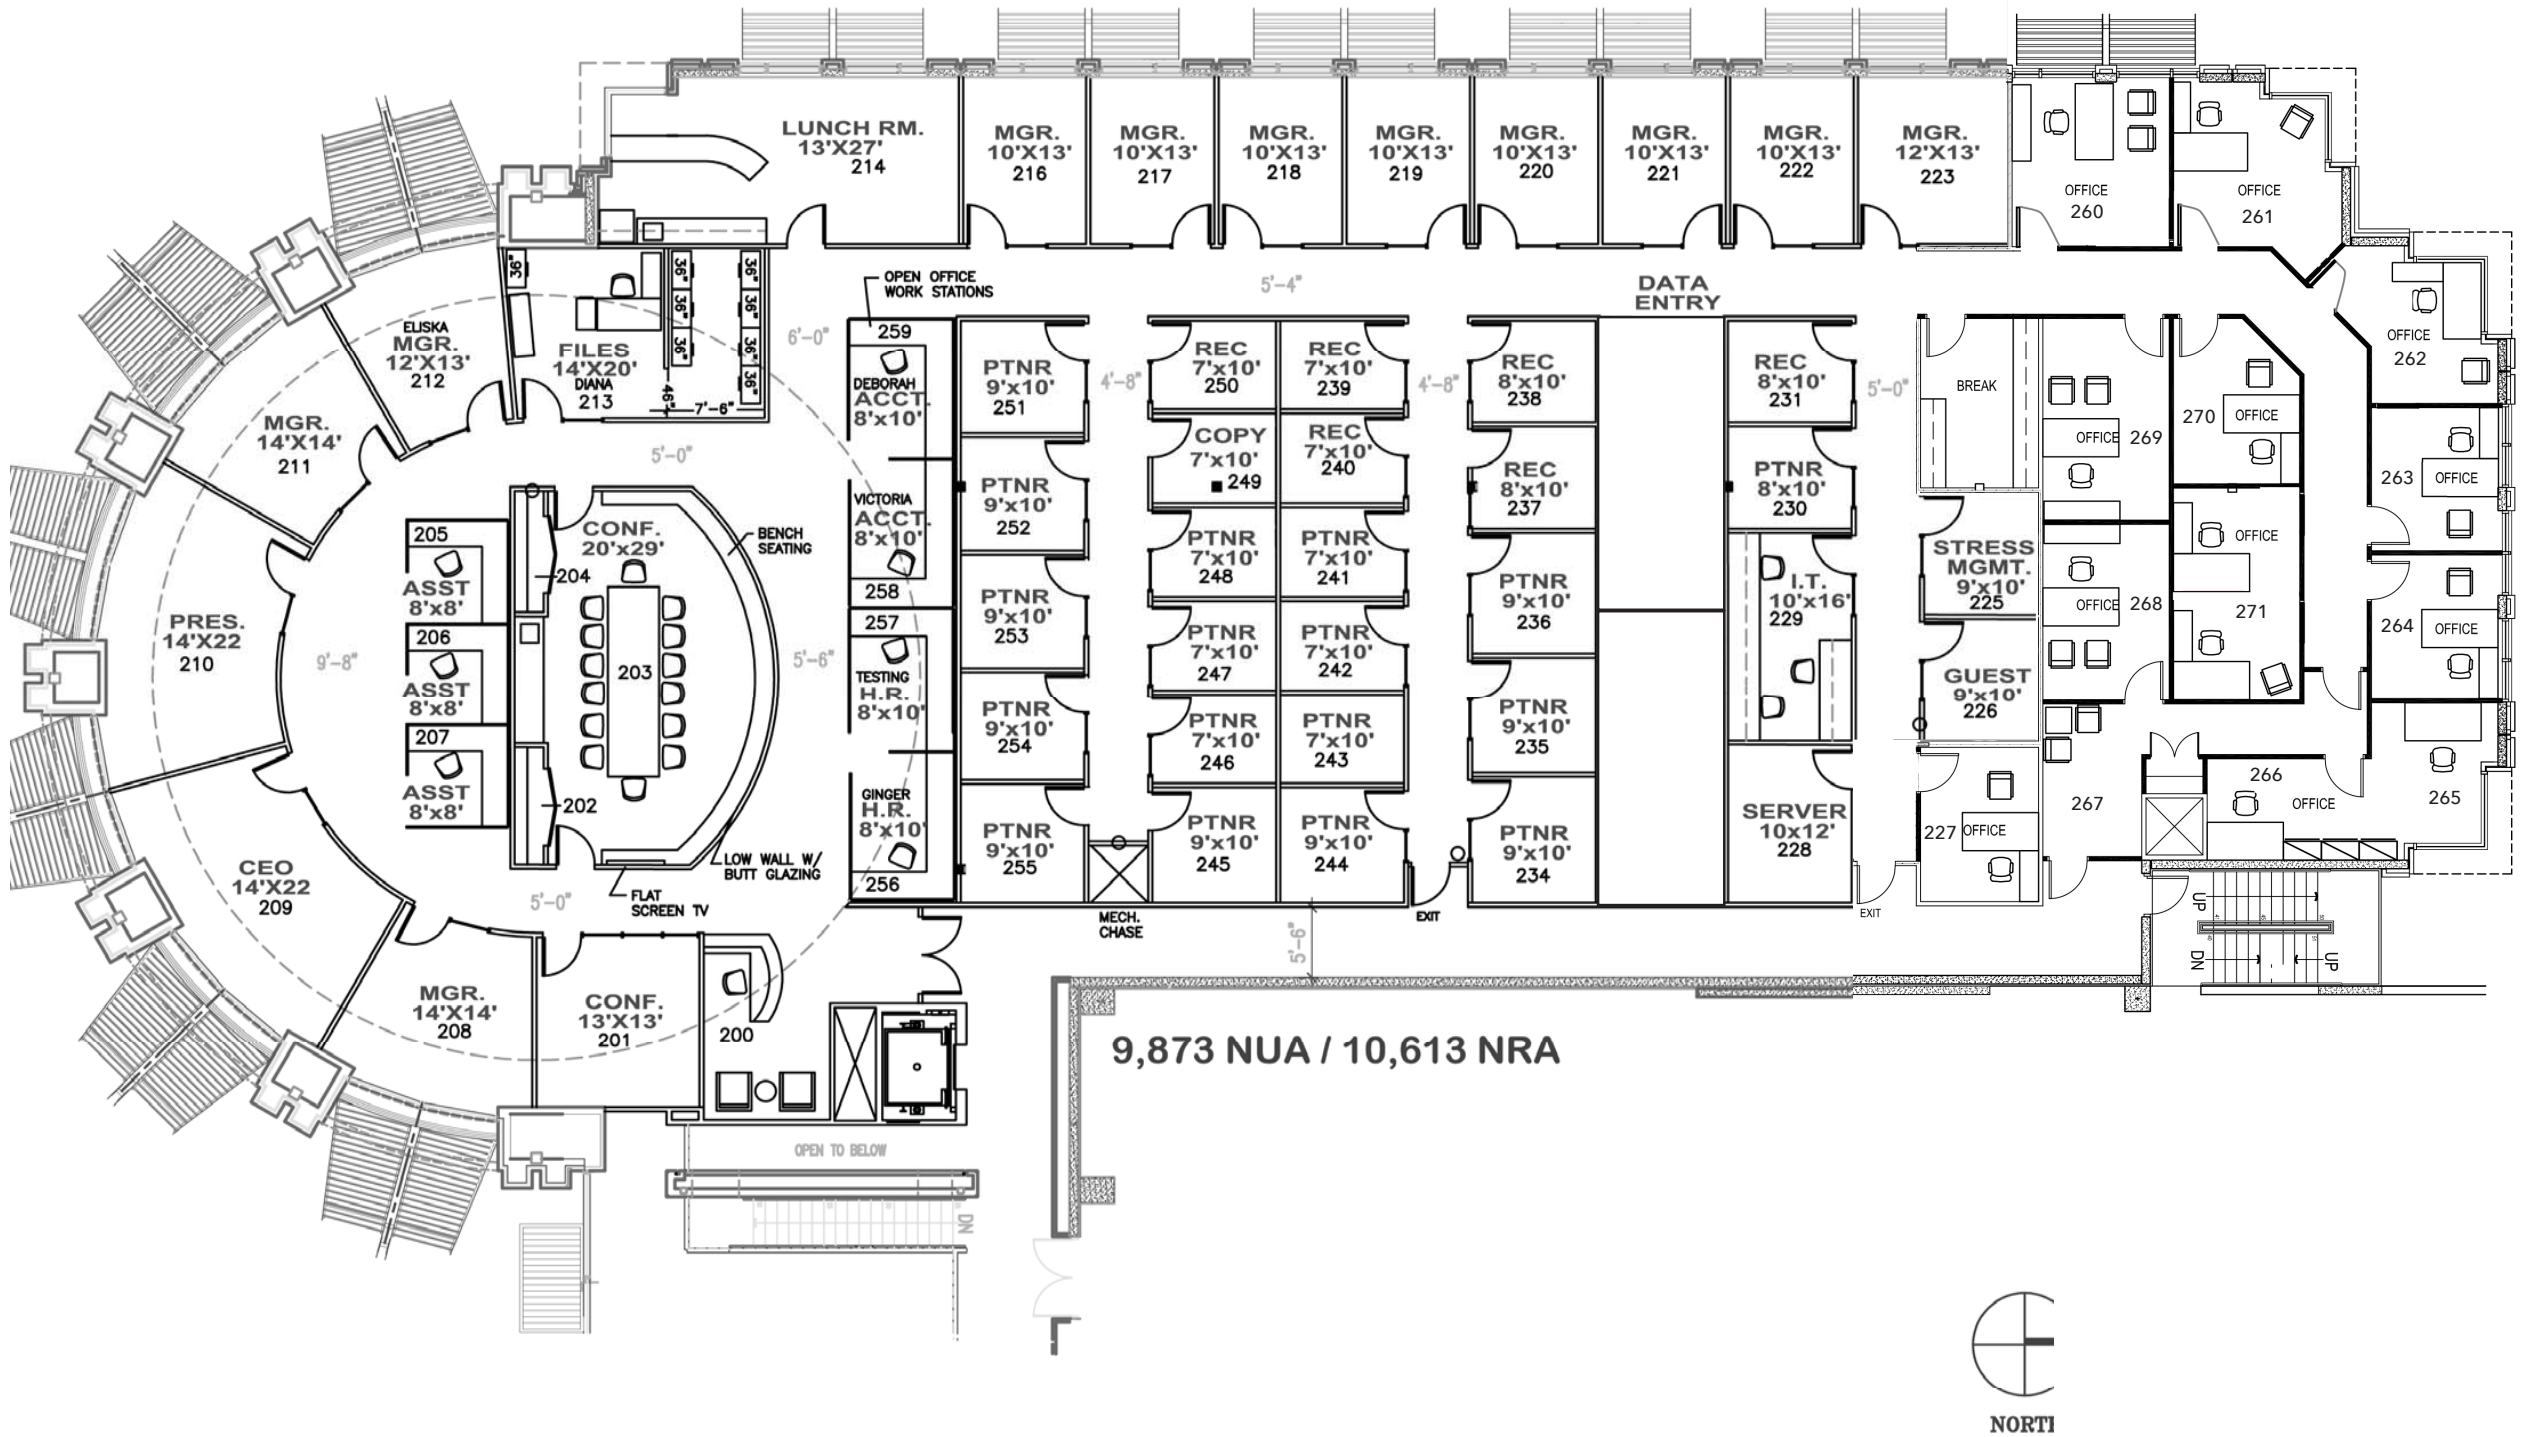 LUNCH RM.
13'X27'
214
MGR.
10'X13'
216
MGR.
10'X13'
217
MGR.
10'X13'
218
MGR.
10'X13'
219
MGR.
10'X13'
220
MGR.
10'X13'
221
MGR.
10'X13'
222
MGR.
12'X13'
223
OFFICE
260
OFFICE
261
OFFICE
262
263
OFFICE
264
OFFICE
265
266
OFFICE
267
OFFICE
268
OFFICE
269
270
OFFICE
OFFICE
271
BREAK
STRESS
MGMT.
9'x10'
225
GUEST
9'x10'
226
227
OFFICE
EXIT
UP
DN
UP
DATA
ENTRY
5'-4"
OPEN OFFICE
WORK STATIONS
6'-0"
4'-8"
4'-8"
5'-0"
36"
36"
36"
36"
36"
36"
36"
36"
46"
7'-6"
FILES
14'X20'
DIANA
213
ELISKA
MGR.
12'X13'
212
MGR.
14'X14'
211
PRES.
14'X22
210
CEO
14'X22
209
MGR.
14'X14'
208
CONF.
13'X13'
201
200
5'-0"
9'-8"
5'-6"
5'-0"
205
ASST
8'x8'
206
ASST
8'x8'
207
ASST
8'x8'
CONF.
20'x29'
204
203
202
BENCH
SEATING
LOW WALL W/
BUTT GLAZING
FLAT
SCREEN TV
259
DEBORAH
ACCT.
8'x10'
VICTORIA
ACCT.
8'x10'
258
257
TESTING
H.R.
8'x10'
GINGER
H.R.
8'x10'
256
PTNR
9'x10'
251
PTNR
9'x10'
252
PTNR
9'x10'
253
PTNR
9'x10'
254
PTNR
9'x10'
255
REC
7'x10'
250
COPY
7'x10'
249
PTNR
7'x10'
248
PTNR
7'x10'
247
PTNR
7'x10'
246
PTNR
9'x10'
245
REC
7'x10'
239
REC
7'x10'
240
PTNR
7'x10'
241
PTNR
7'x10'
242
PTNR
7'x10'
243
PTNR
9'x10'
244
REC
8'x10'
238
REC
8'x10'
237
PTNR
9'x10'
236
PTNR
9'x10'
235
PTNR
9'x10'
234
REC
8'x10'
231
PTNR
8'x10'
230
I.T.
10'x16'
229
SERVER
10x12'
228
MECH.
CHASE
EXIT
5'-6"
9,873 NUA / 10,613 NRA
OPEN TO BELOW
DN